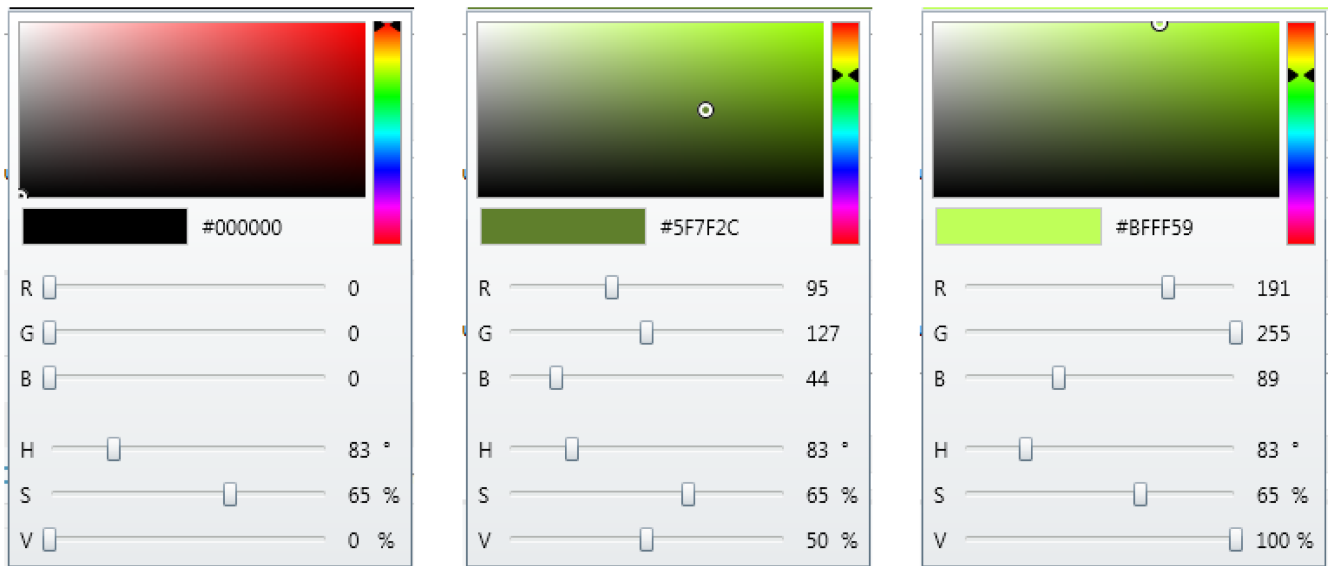 #000000
R 0
G 0
B 0
H 83 °
S 65 %
V 0 %
#5F7F2C
R 95
G 127
B 44
H 83 °
S 65 %
V 50 %
#BFFF59
R 191
G 255
B 89
H 83 °
S 65 %
V 100 %